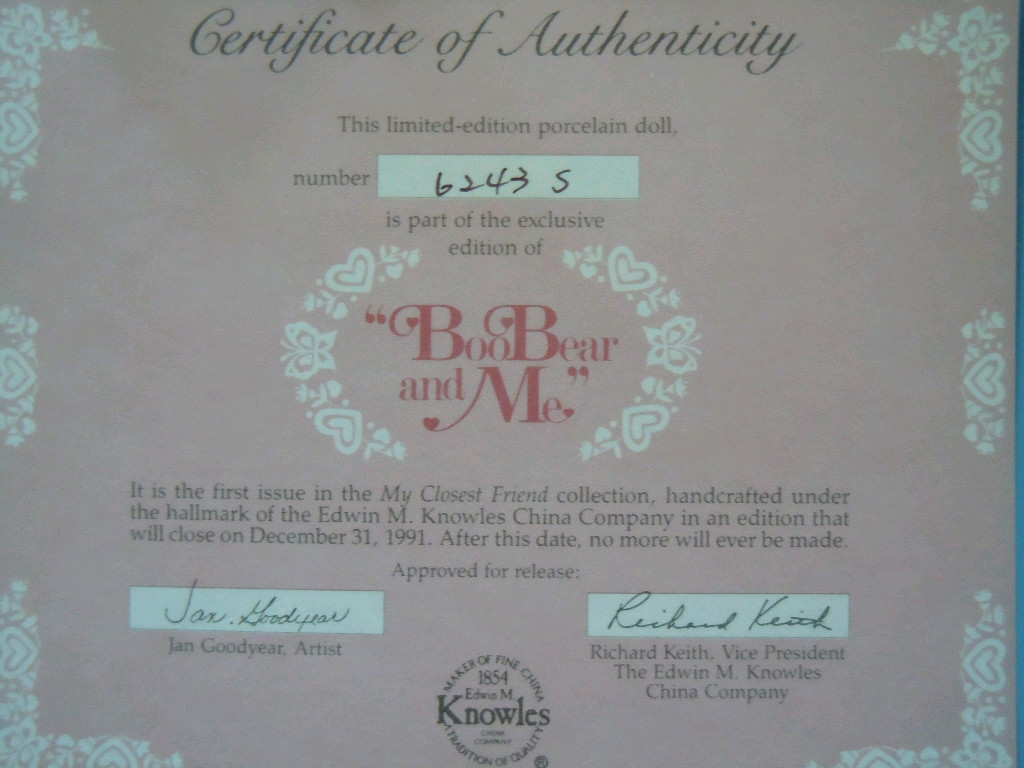 Certificate of Authenticity
This limited-edition porcelain doll,
number 6243 S
is part of the exclusive
edition of
“BooBear
and Me”
It is the first issue in the My Closest Friend collection, handcrafted under
the hallmark of the Edwin M. Knowles China Company in an edition that
will close on December 31, 1991. After this date, no more will ever be made.
Approved for release:
Jan. Goodyear
Jan Goodyear, Artist
Richard Keith
Richard Keith, Vice President
The Edwin M. Knowles
China Company
MAKER OF FINE CHINA
1854
Edwin M.
Knowles
CHINA
COMPANY
TRADITION OF QUALITY
®